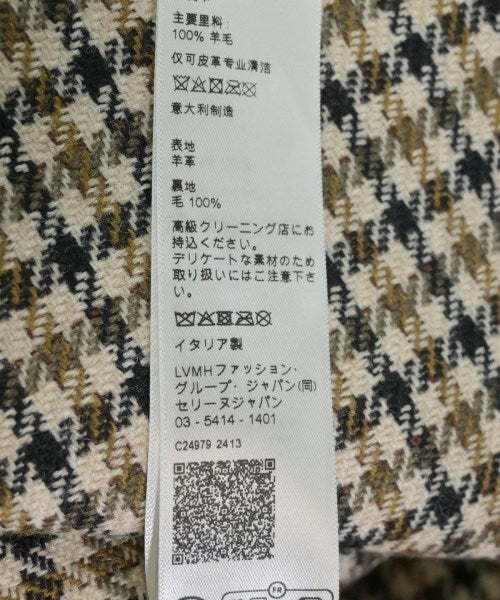 主要里料:
100% 羊毛
仅可皮革专业清洁
意大利制造
表地
羊革
裏地
毛 100%
高級クリーニング店にお
持込ください。
デリケートな素材のため
取り扱いにはご注意下さ
い。
イタリア製
LVMHファッション・
グループ・ジャパン(同)
セリーヌジャパン
03 - 5414 - 1401
C24979 2413
FR